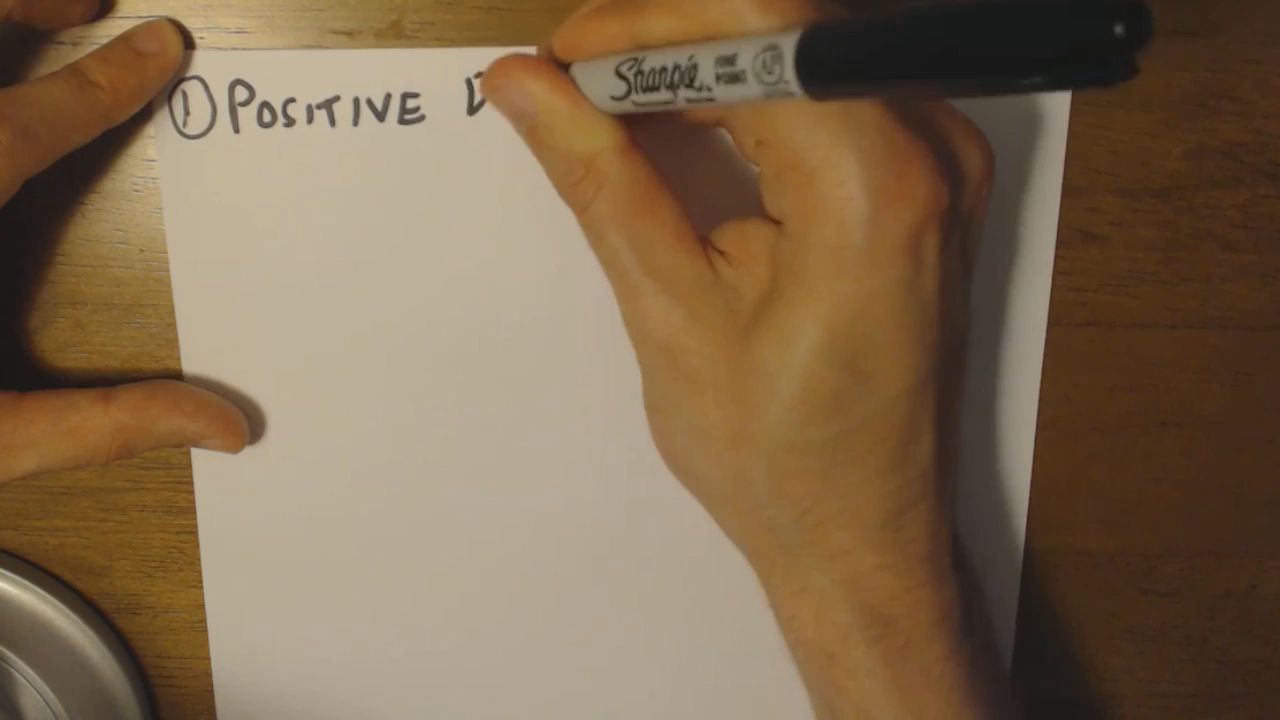 ① POSITIVE
Sharpie.
FINE
POINT